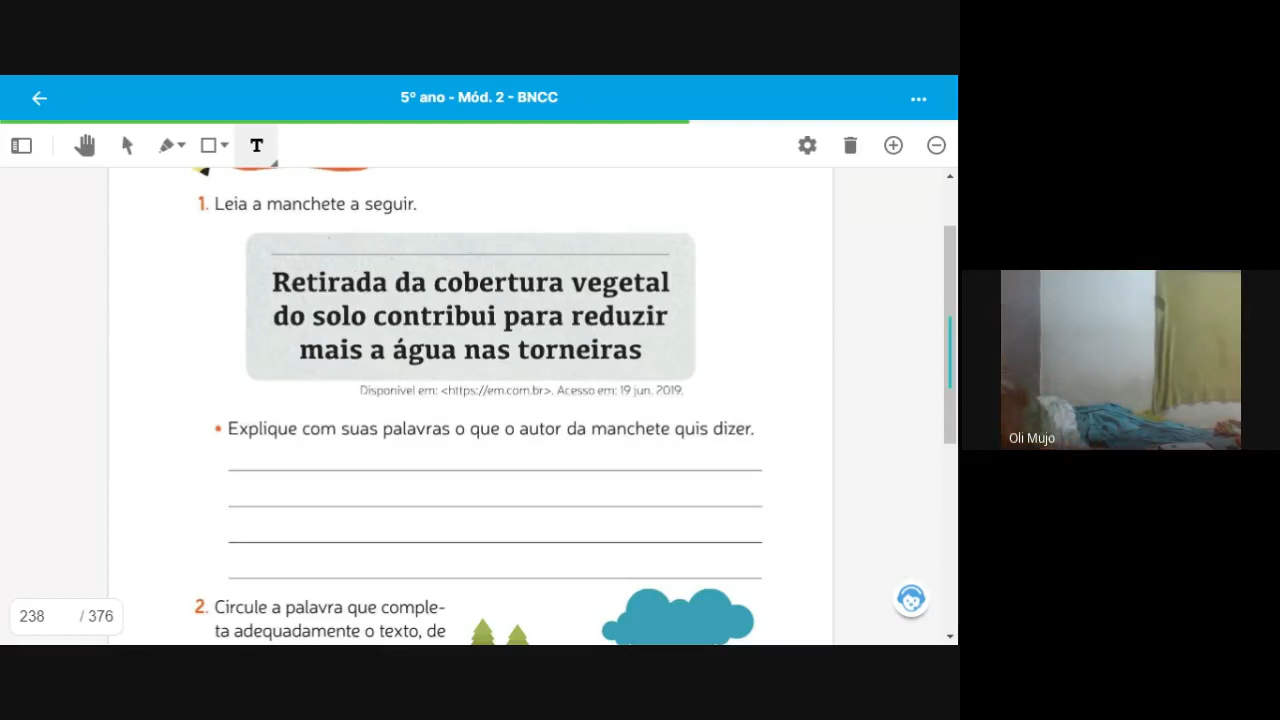 5º ano - Mód. 2 - BNCC
T
1. Leia a manchete a seguir.
Retirada da cobertura vegetal
do solo contribui para reduzir
mais a água nas torneiras
Disponível em: <https://em.com.br>. Acesso em: 19 jun. 2019.
• Explique com suas palavras o que o autor da manchete quis dizer.
2. Circule a palavra que comple-
ta adequadamente o texto, de
238 / 376
Oli Mujo